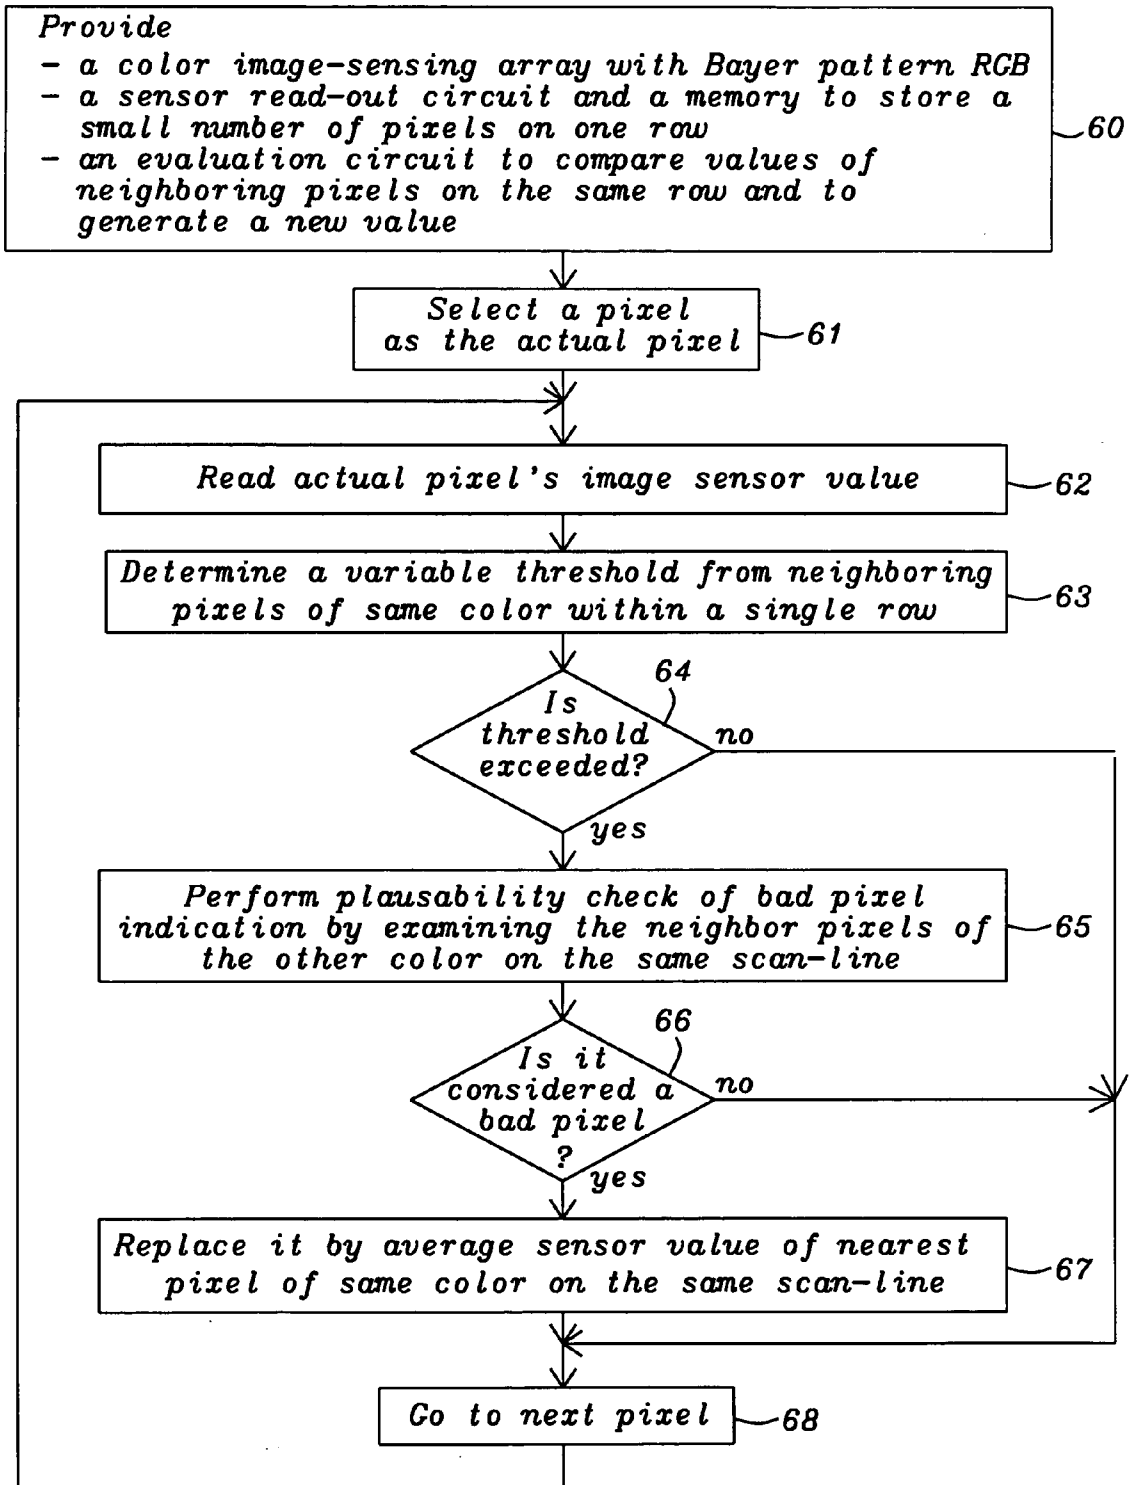 Provide
- a color image-sensing array with Bayer pattern RGB
- a sensor read-out circuit and a memory to store a
small number of pixels on one row
- an evaluation circuit to compare values of
neighboring pixels on the same row and to
generate a new value
60
Select a pixel
as the actual pixel
61
Read actual pixel's image sensor value
62
Determine a variable threshold from neighboring
pixels of same color within a single row
63
64
Is
threshold
exceeded?
no
yes
Perform plausability check of bad pixel
indication by examining the neighbor pixels of
the other color on the same scan-line
65
66
Is it
considered a
bad pixel
?
no
yes
Replace it by average sensor value of nearest
pixel of same color on the same scan-line
67
Go to next pixel
68